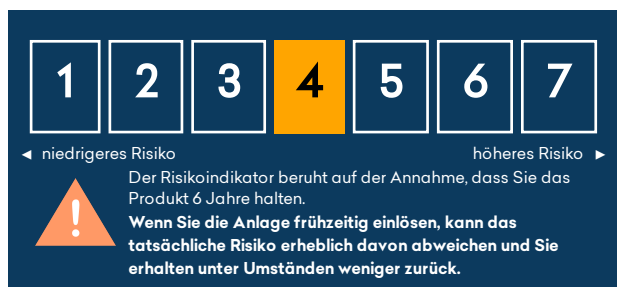 1 2 3 4 5 6 7
◄ niedrigeres Risiko höheres Risiko ►
!
Der Risikoindikator beruht auf der Annahme, dass Sie das
Produkt 6 Jahre halten.
Wenn Sie die Anlage frühzeitig einlösen, kann das
tatsächliche Risiko erheblich davon abweichen und Sie
erhalten unter Umständen weniger zurück.